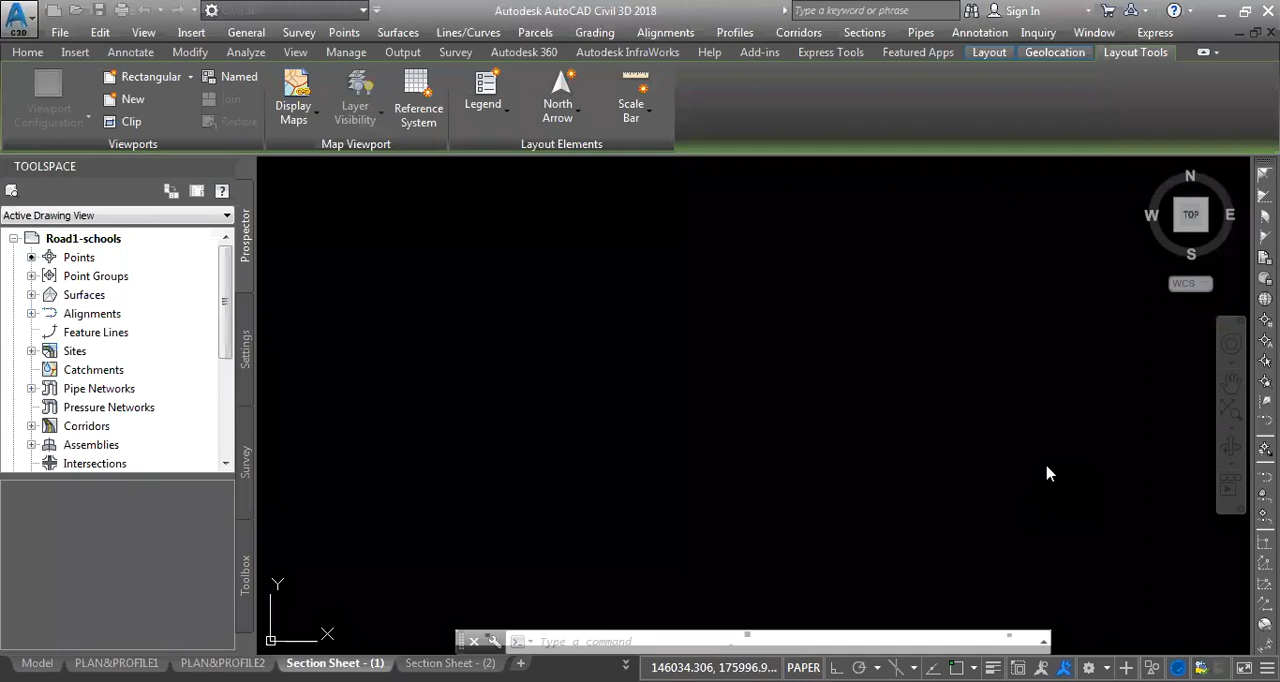 Autodesk AutoCAD Civil 3D 2018
Type a keyword or phrase
Sign In
C3D
File Edit View Insert General Survey Points Surfaces Lines/Curves Parcels Grading Alignments Profiles Corridors Sections Pipes Annotation Inquiry Window Express
Home Insert Annotate Modify Analyze View Manage Output Survey Autodesk 360 Autodesk InfraWorks Help Add-ins Express Tools Featured Apps Layout Geolocation Layout Tools
Viewport
Configuration
Rectangular
New
Clip
Named
Join
Restore
Viewports
Display
Maps
Layer
Visibility
Reference
System
Map Viewport
Legend
North
Arrow
Scale
Bar
Layout Elements
TOOLSPACE
Active Drawing View
Road1-schools
Points
Point Groups
Surfaces
Alignments
Feature Lines
Sites
Catchments
Pipe Networks
Pressure Networks
Corridors
Assemblies
Intersections
Prospector
Settings
Survey
Toolbox
N
W TOP E
S
WCS
Y
X
Type a command
Model PLAN&PROFILE1 PLAN&PROFILE2 Section Sheet - (1) Section Sheet - (2)
146034.306, 175996.9... PAPER